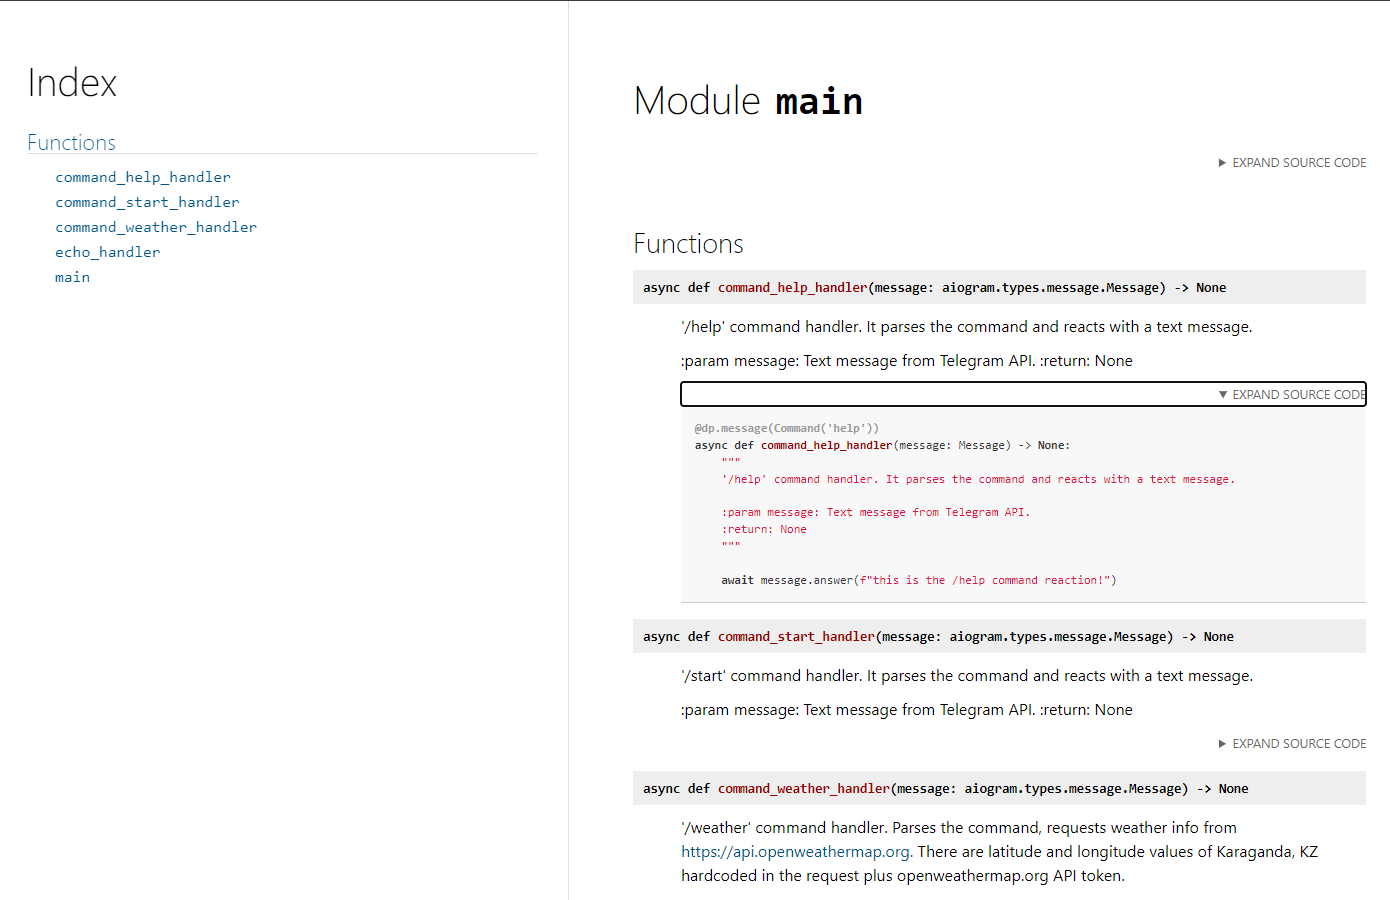 Index
Functions
command_help_handler
command_start_handler
command_weather_handler
echo_handler
main
Module main
▶ EXPAND SOURCE CODE
Functions
async def command_help_handler(message: aiogram.types.message.Message) -> None
'/help' command handler. It parses the command and reacts with a text message.
:param message: Text message from Telegram API. :return: None
▼ EXPAND SOURCE CODE
@dp.message(Command('help'))
async def command_help_handler(message: Message) -> None:
    """
    '/help' command handler. It parses the command and reacts with a text message.
    :param message: Text message from Telegram API.
    :return: None
    """
    await message.answer(f"this is the /help command reaction!")
async def command_start_handler(message: aiogram.types.message.Message) -> None
'/start' command handler. It parses the command and reacts with a text message.
:param message: Text message from Telegram API. :return: None
▶ EXPAND SOURCE CODE
async def command_weather_handler(message: aiogram.types.message.Message) -> None
'/weather' command handler. Parses the command, requests weather info from
https://api.openweathermap.org. There are latitude and longitude values of Karaganda, KZ
hardcoded in the request plus openweathermap.org API token.